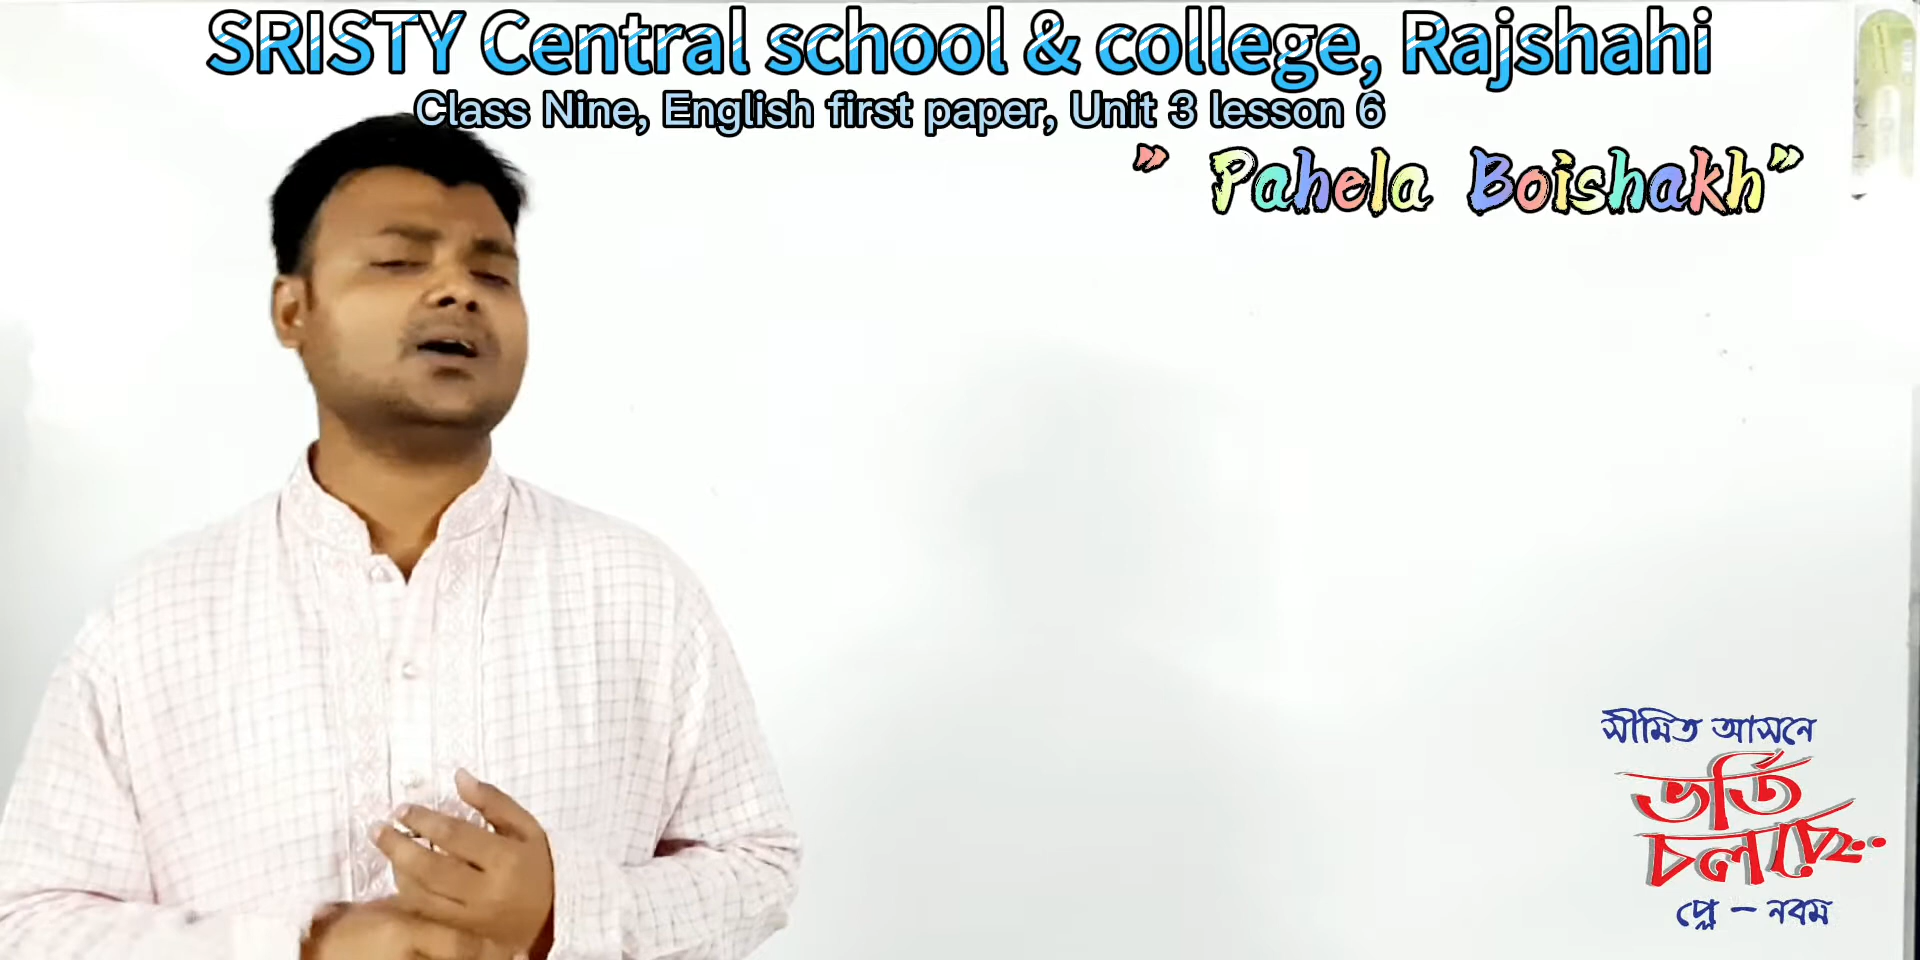 SRISTY Central school & college, Rajshahi
Class Nine, English first paper, Unit 3 lesson 6
” Pahela Boishakh”
সীমিত আসনে
ভর্তি
চলছে..
প্লে - নবম